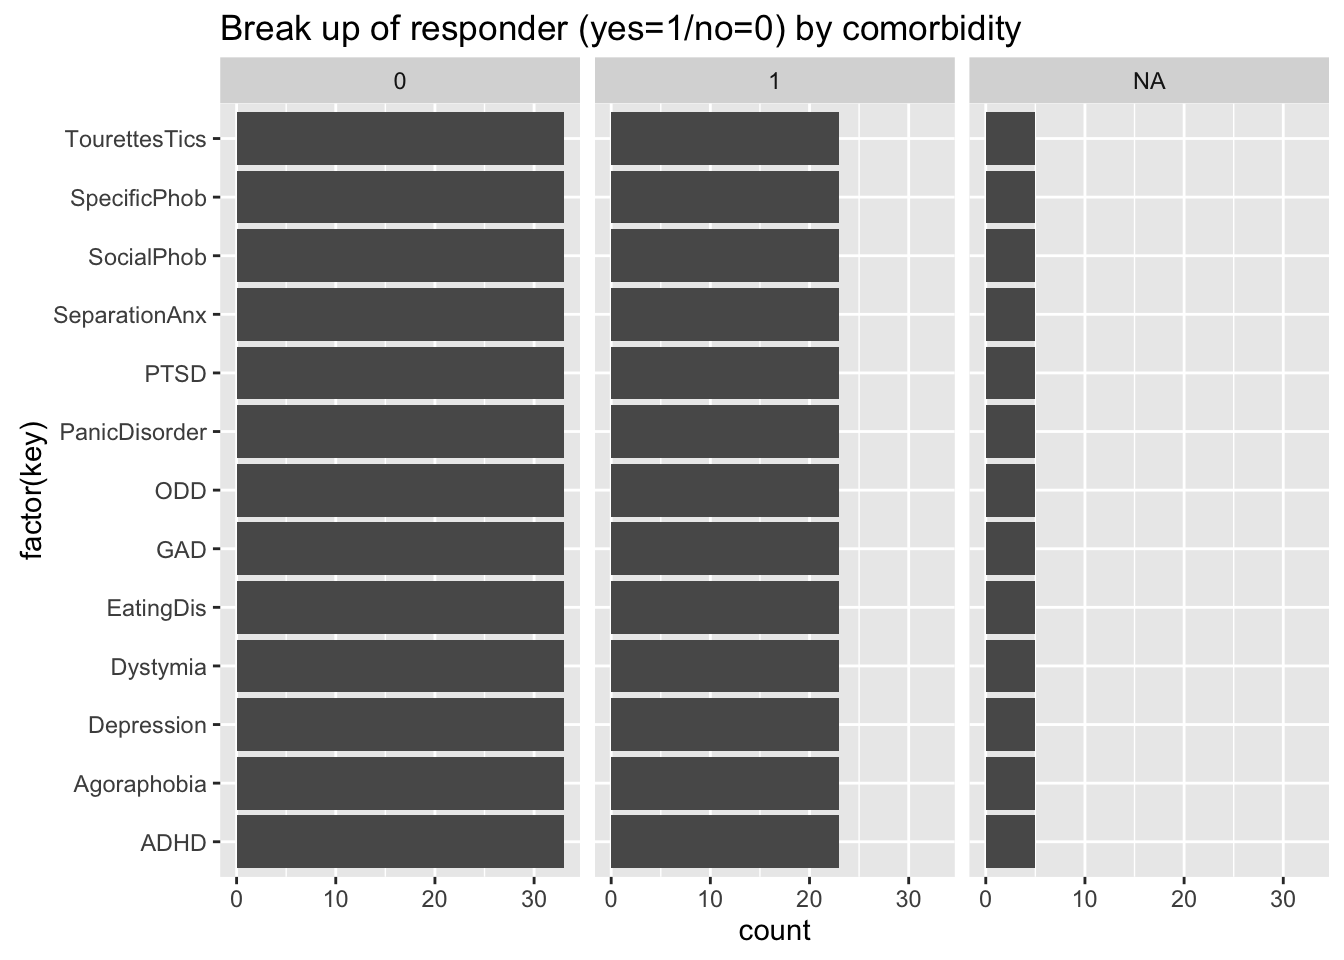 Break up of responder (yes=1/no=0) by comorbidity
0 1 NA
TourettesTics
SpecificPhob
SocialPhob
SeparationAnx
PTSD
PanicDisorder
ODD
GAD
EatingDis
Dystymia
Depression
Agoraphobia
ADHD
factor(key)
0 10 20 30 0 10 20 30 0 10 20 30
count